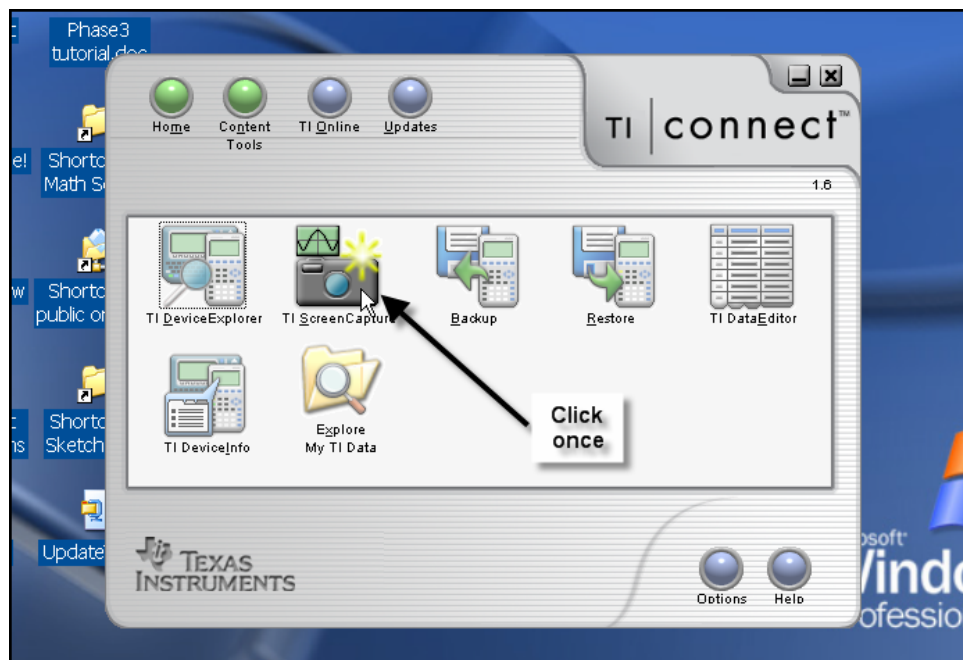 Phase3
tutorial.doc
Home
Content
Tools
TI Online
Updates
TI connect™
1.6
e!
Shortc
Math S
TI DeviceExplorer
TI ScreenCapture
Backup
Restore
TI DataEditor
w
Shortc
public or
Click
once
TI DeviceInfo
Explore
My TI Data
Shortc
ns
Sketch
Update
TEXAS
INSTRUMENTS
Options
Help
osoft
Windo
ofessio